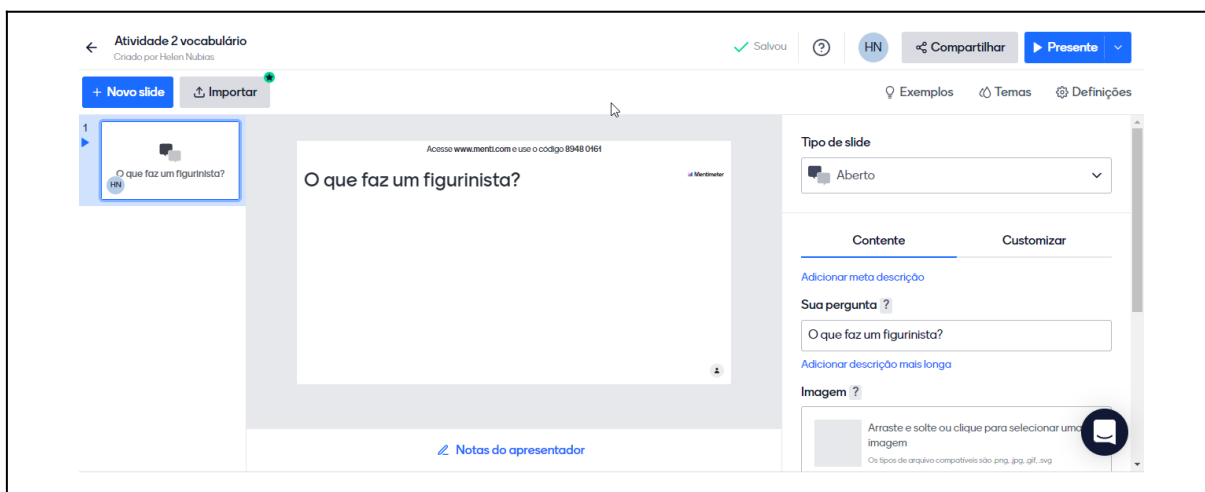 Atividade 2 vocabulário
Criado por Helen Nubias
Salvou
?
HN
Compartilhar
Presente
+ Novo slide
Importar
Exemplos
Temas
Definições
1
O que faz um figurinista?
HN
Acesse www.menti.com e use o código 8948 0161
O que faz um figurinista?
Mentimeter
Notas do apresentador
Tipo de slide
Aberto
Contente
Customizar
Adicionar meta descrição
Sua pergunta ?
O que faz um figurinista?
Adicionar descrição mais longa
Imagem ?
Arraste e solte ou clique para selecionar uma
imagem
Os tipos de arquivo compatíveis são .png, .jpg, .gif, .svg